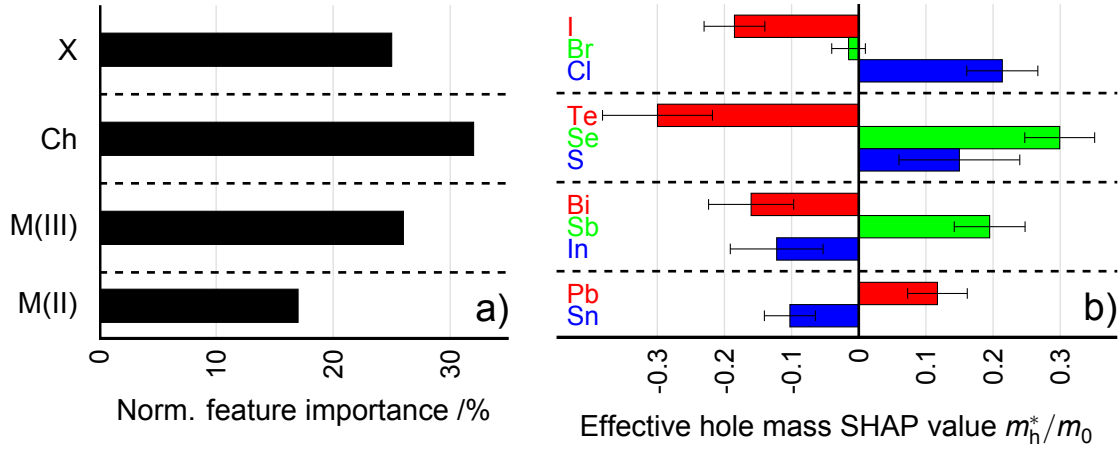 X
Ch
M(III)
M(II)
a)
0
10
20
30
Norm. feature importance /%
I
Br
Cl
Te
Se
S
Bi
Sb
In
Pb
Sn
b)
-0.3
-0.2
-0.1
0
0.1
0.2
0.3
Effective hole mass SHAP value m*h/m0